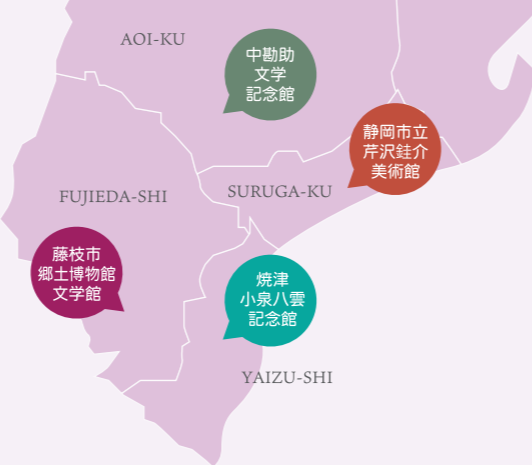 AOI-KU
中勘助
文学
記念館
静岡市立
芹沢銈介
美術館
FUJIEDA-SHI
SURUGA-KU
藤枝市
郷土博物館
文学館
焼津
小泉八雲
記念館
YAIZU-SHI